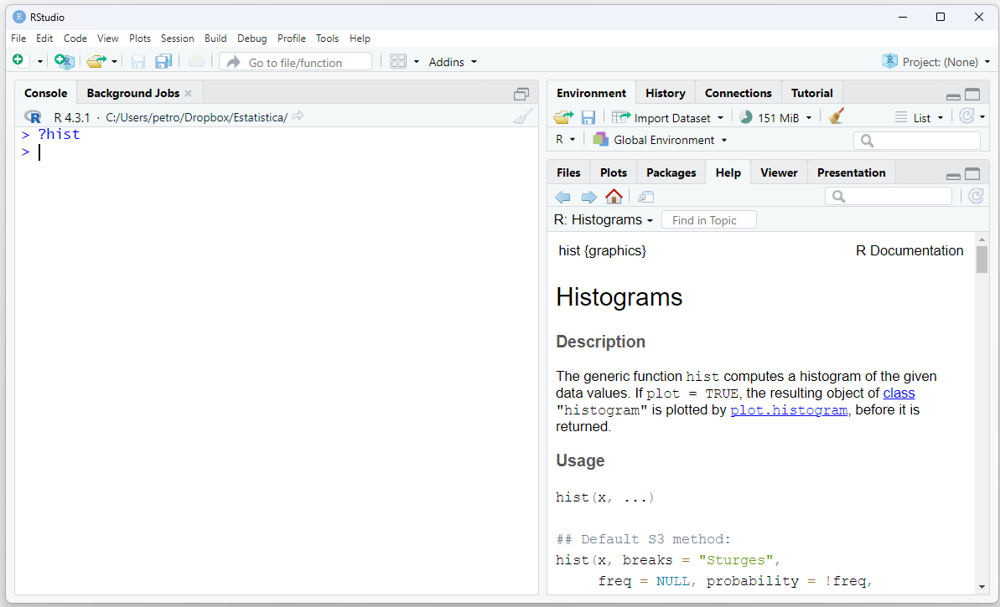 RStudio
File Edit Code View Plots Session Build Debug Profile Tools Help
Go to file/function Addins Project: (None)
Console Background Jobs
R 4.3.1 · C:/Users/petro/Dropbox/Estatistica/
> ?hist
>
Environment History Connections Tutorial
Import Dataset 151 MiB List
R Global Environment
Files Plots Packages Help Viewer Presentation
R: Histograms Find in Topic
hist {graphics} R Documentation
Histograms
Description
The generic function hist computes a histogram of the given
data values. If plot = TRUE, the resulting object of class
"histogram" is plotted by plot.histogram, before it is
returned.
Usage
hist(x, ...)
## Default S3 method:
hist(x, breaks = "Sturges",
freq = NULL, probability = !freq,